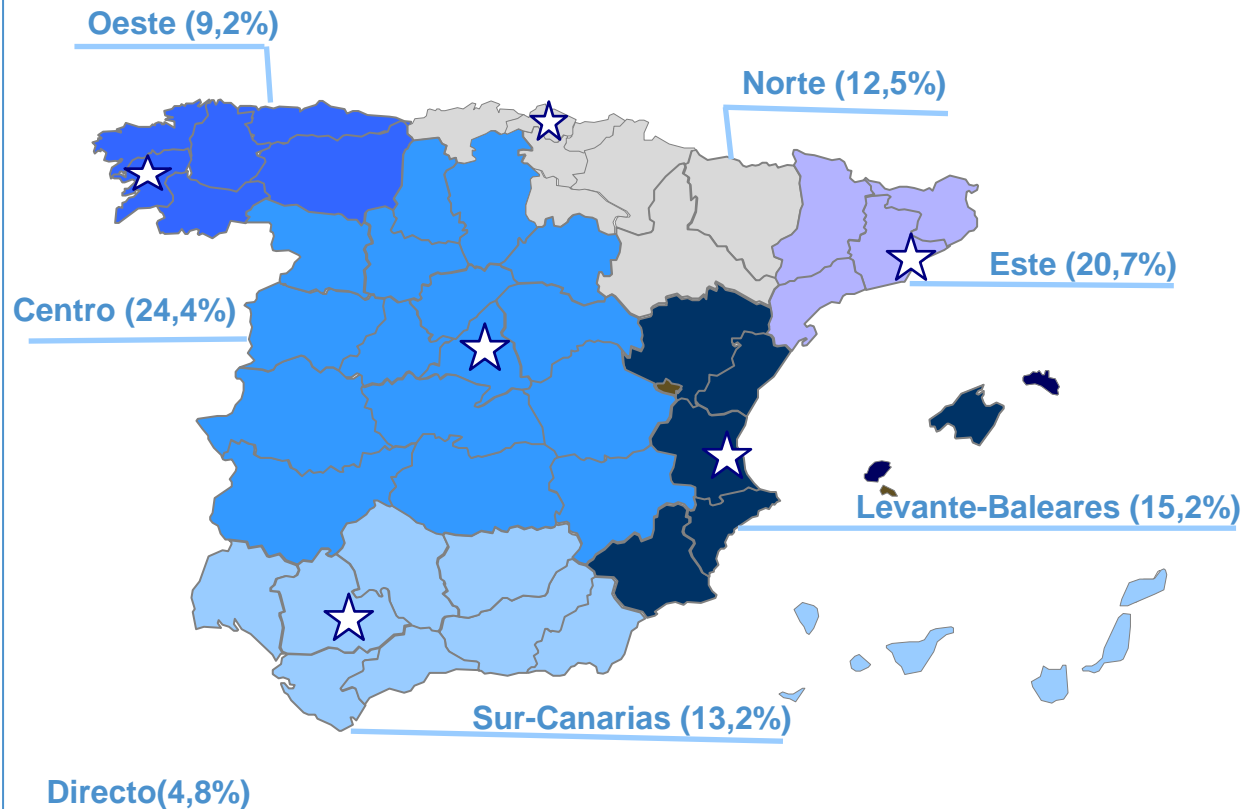 Oeste (9,2%)
Norte (12,5%)
Este (20,7%)
Centro (24,4%)
Levante-Baleares (15,2%)
Sur-Canarias (13,2%)
Directo(4,8%)